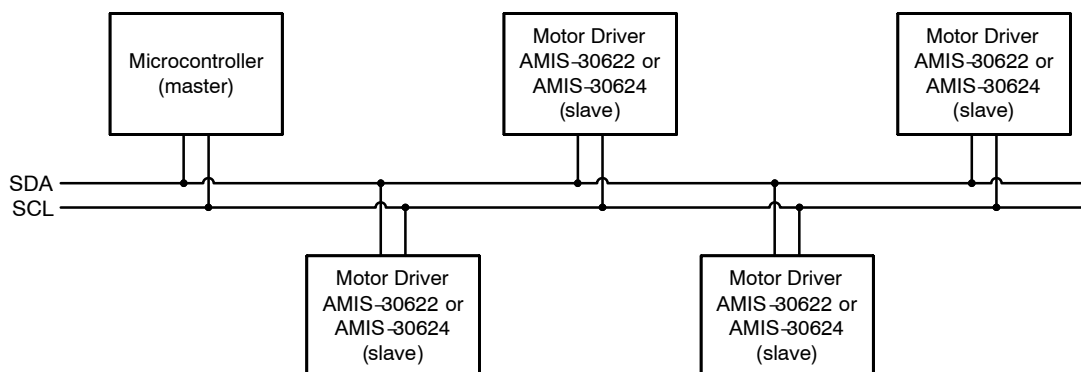 Microcontroller
(master)
Motor Driver
AMIS-30622 or
AMIS-30624
(slave)
Motor Driver
AMIS-30622 or
AMIS-30624
(slave)
SDA
SCL
Motor Driver
AMIS-30622 or
AMIS-30624
(slave)
Motor Driver
AMIS-30622 or
AMIS-30624
(slave)